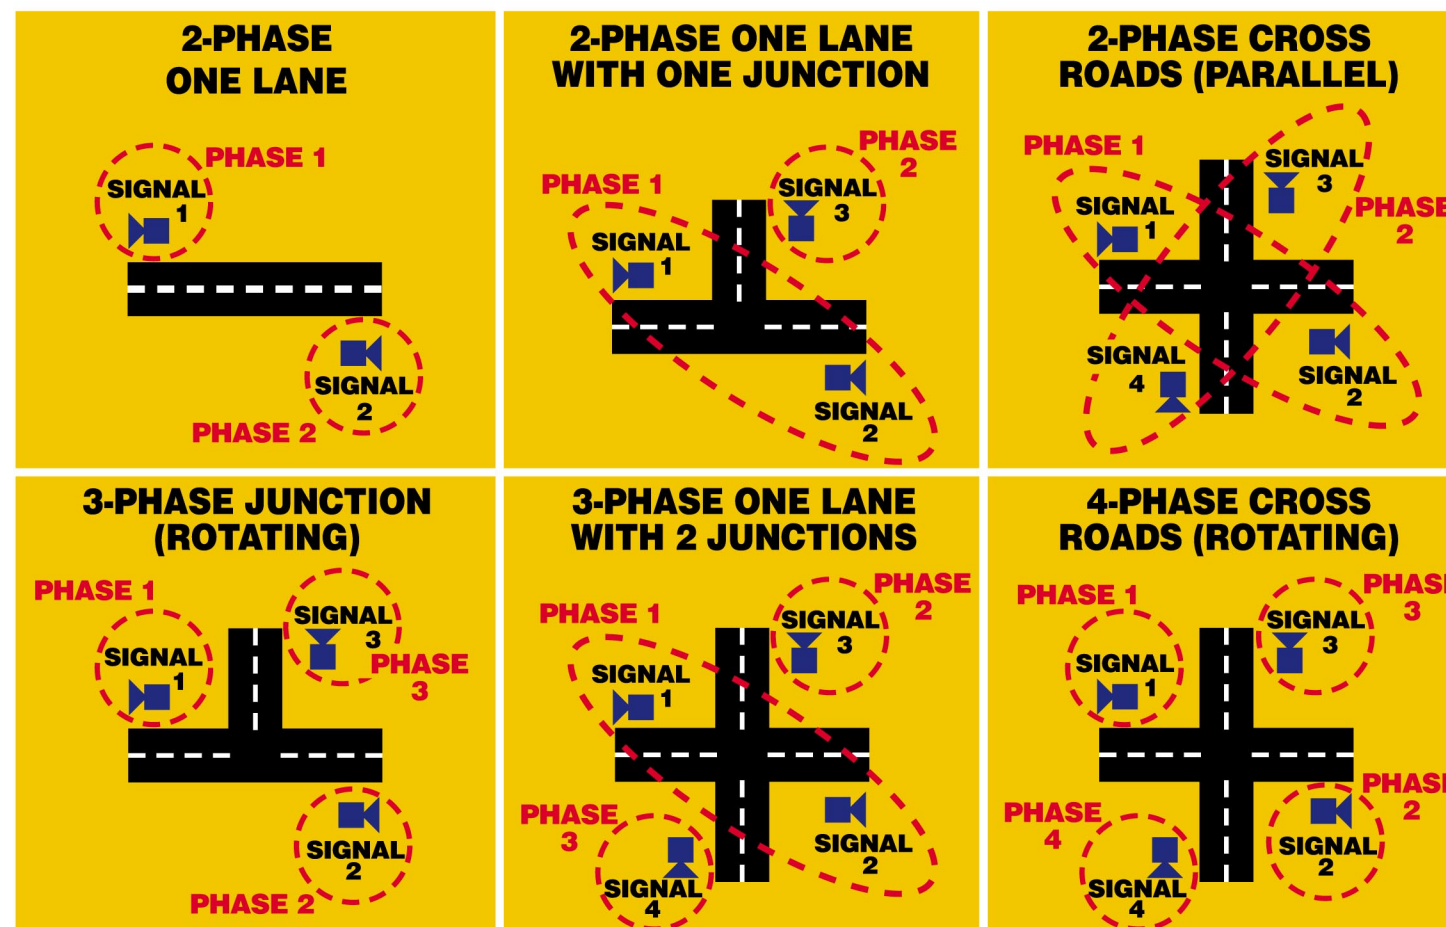 2-PHASE
ONE LANE
PHASE 1
SIGNAL
1
SIGNAL
2
PHASE 2
2-PHASE ONE LANE
WITH ONE JUNCTION
PHASE
2
PHASE 1
SIGNAL
3
SIGNAL
1
SIGNAL
2
2-PHASE CROSS
ROADS (PARALLEL)
PHASE 1
SIGNAL
3
SIGNAL
1
PHASE
2
SIGNAL
4
SIGNAL
2
3-PHASE JUNCTION
(ROTATING)
PHASE 1
SIGNAL
3
SIGNAL
1
PHASE
3
SIGNAL
2
PHASE 2
3-PHASE ONE LANE
WITH 2 JUNCTIONS
PHASE
2
PHASE 1
SIGNAL
3
SIGNAL
1
PHASE
3
SIGNAL
2
SIGNAL
4
4-PHASE CROSS
ROADS (ROTATING)
PHASE
3
PHASE 1
SIGNAL
3
SIGNAL
1
PHASE
2
PHASE
4
SIGNAL
2
SIGNAL
4